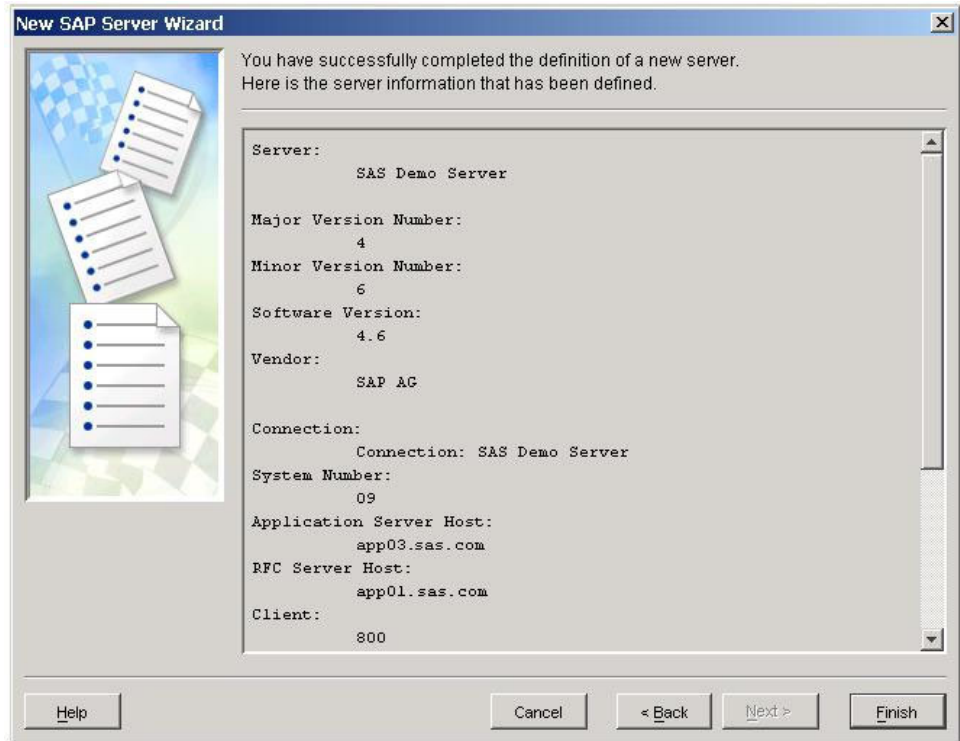 New SAP Server Wizard
You have successfully completed the definition of a new server.
Here is the server information that has been defined.
Server:
SAS Demo Server
Major Version Number:
4
Minor Version Number:
6
Software Version:
4.6
Vendor:
SAP AG
Connection:
Connection: SAS Demo Server
System Number:
09
Application Server Host:
app03.sas.com
RFC Server Host:
app01.sas.com
Client:
800
Help
Cancel
< Back
Next >
Finish